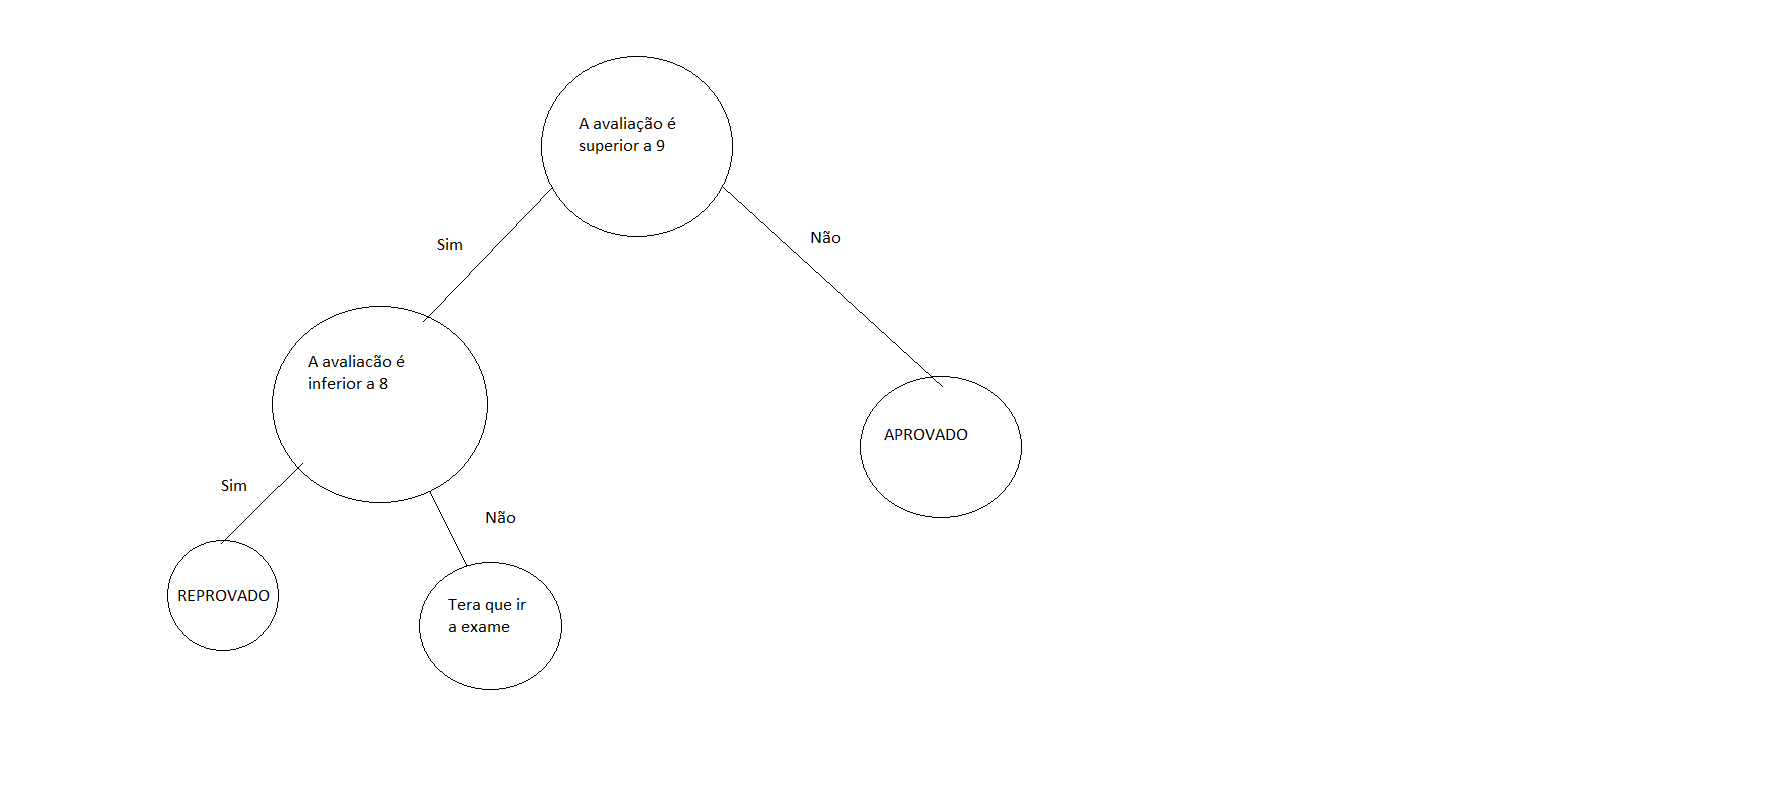 A avaliação é
superior a 9
Sim
Não
A avaliacão é
inferior a 8
APROVADO
Sim
Não
REPROVADO
Tera que ir
a exame